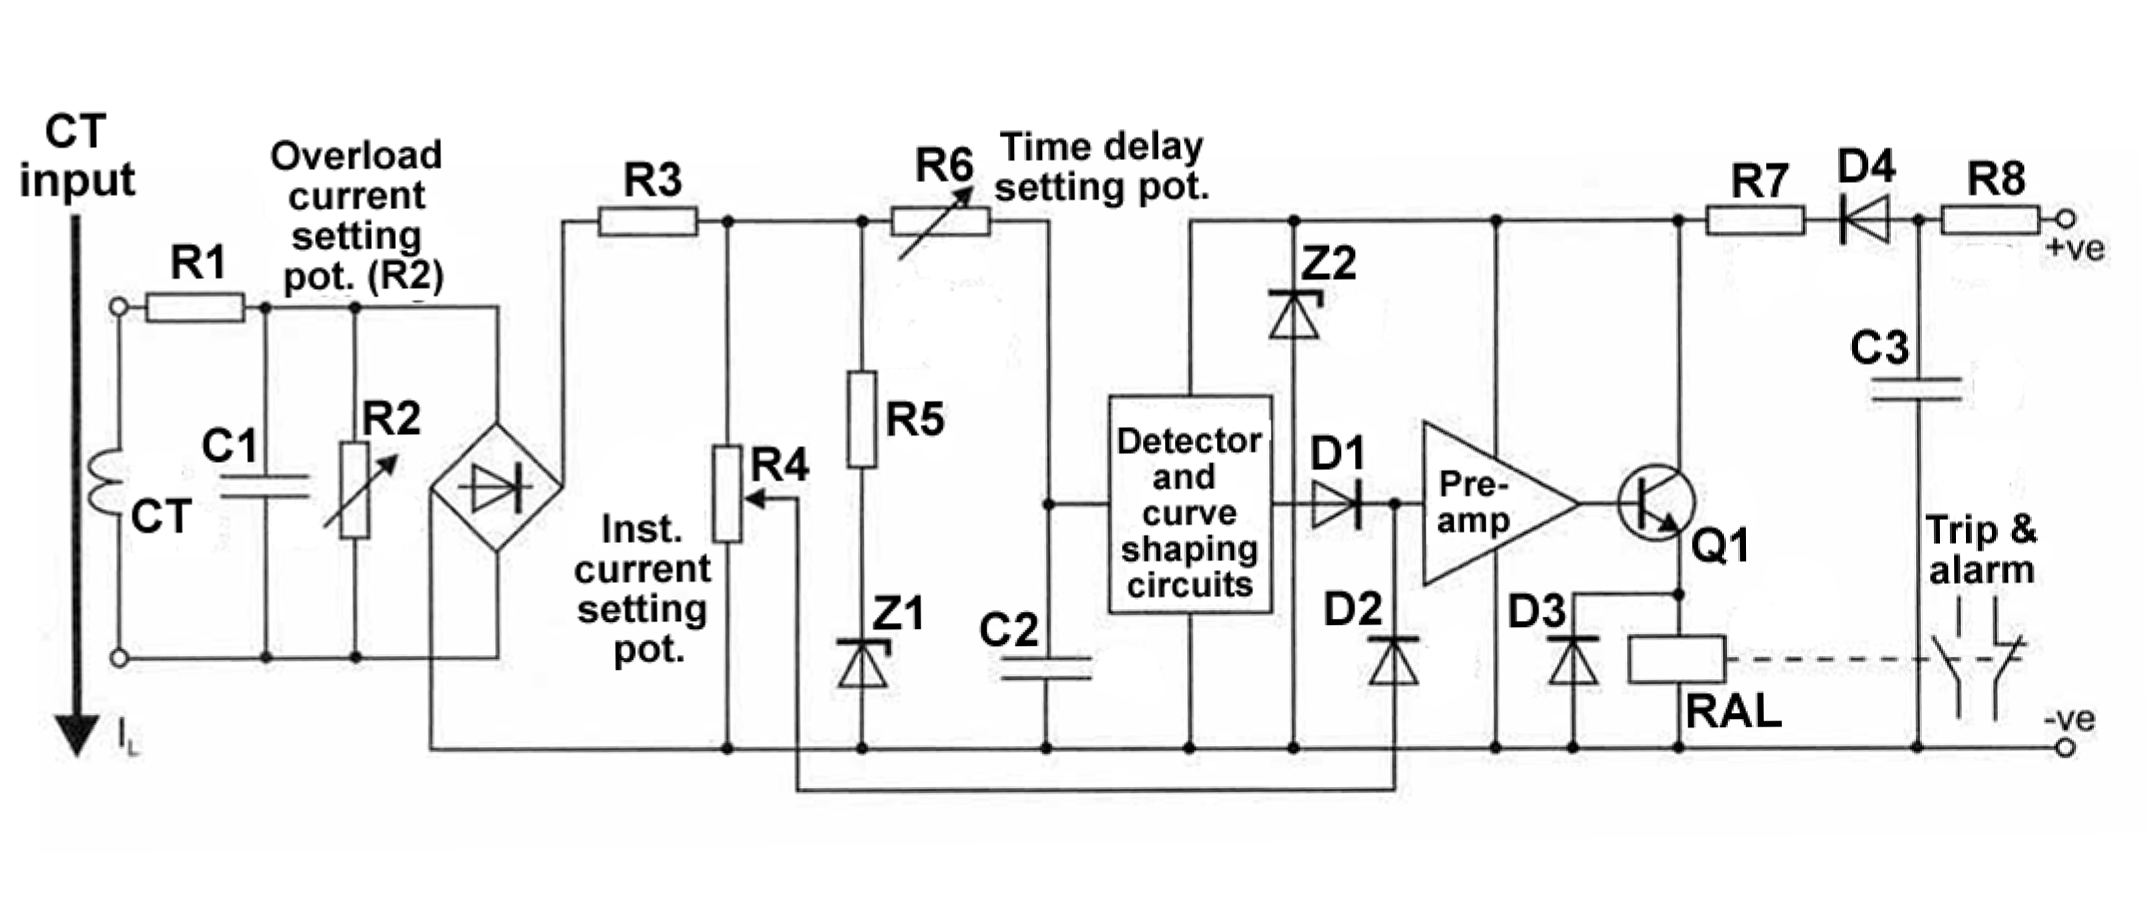 CT
input
Overload
current
setting
pot. (R2)
R1
C1
R2
CT
I_L
R3
R6
Time delay
setting pot.
R4
Inst.
current
setting
pot.
R5
Z1
C2
Detector
and
curve
shaping
circuits
Z2
D1
D2
Pre-
amp
Q1
D3
RAL
R7
D4
R8
+ve
C3
Trip &
alarm
-ve